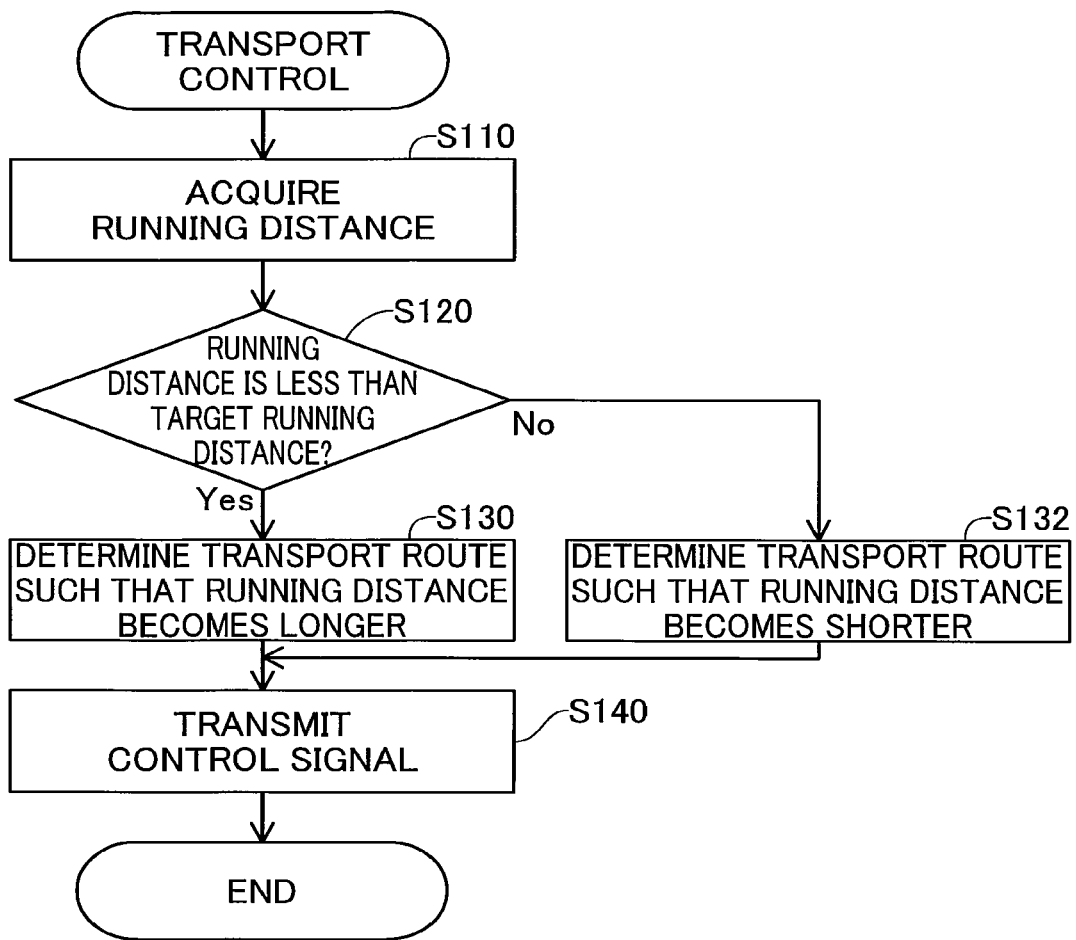 TRANSPORT
CONTROL
S110
ACQUIRE
RUNNING DISTANCE
S120
RUNNING
DISTANCE IS LESS THAN
TARGET RUNNING
DISTANCE?
No
Yes
S130
DETERMINE TRANSPORT ROUTE
SUCH THAT RUNNING DISTANCE
BECOMES LONGER
S132
DETERMINE TRANSPORT ROUTE
SUCH THAT RUNNING DISTANCE
BECOMES SHORTER
S140
TRANSMIT
CONTROL SIGNAL
END